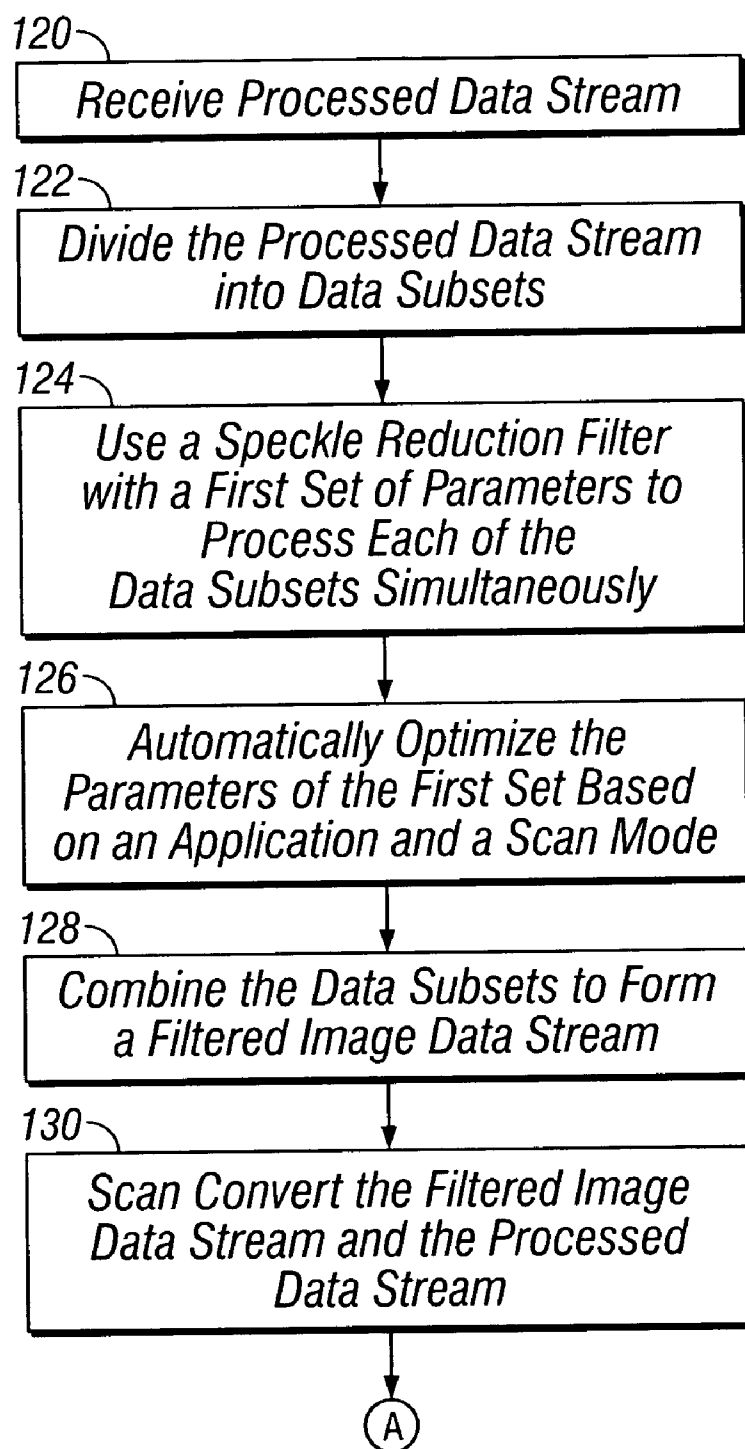 120
Receive Processed Data Stream
122
Divide the Processed Data Stream
into Data Subsets
124
Use a Speckle Reduction Filter
with a First Set of Parameters to
Process Each of the
Data Subsets Simultaneously
126
Automatically Optimize the
Parameters of the First Set Based
on an Application and a Scan Mode
128
Combine the Data Subsets to Form
a Filtered Image Data Stream
130
Scan Convert the Filtered Image
Data Stream and the Processed
Data Stream
A